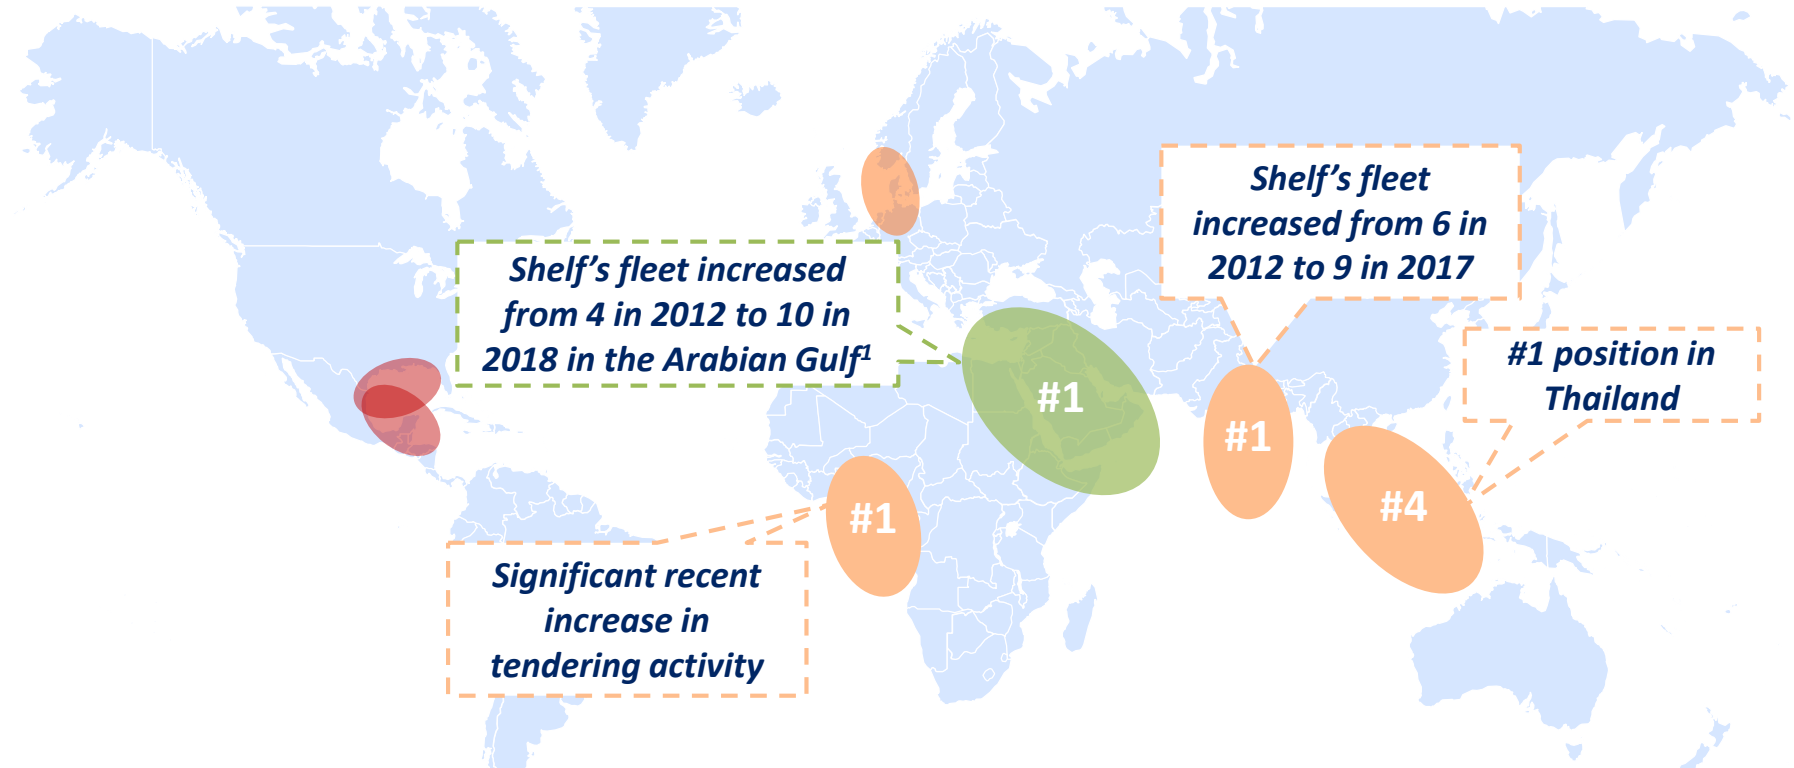 Shelf’s fleet
increased from 6 in
2012 to 9 in 2017
Shelf’s fleet increased
from 4 in 2012 to 10 in
2018 in the Arabian Gulf1
#1 position in
Thailand
#1
#1
#4
#1
Significant recent
increase in
tendering activity